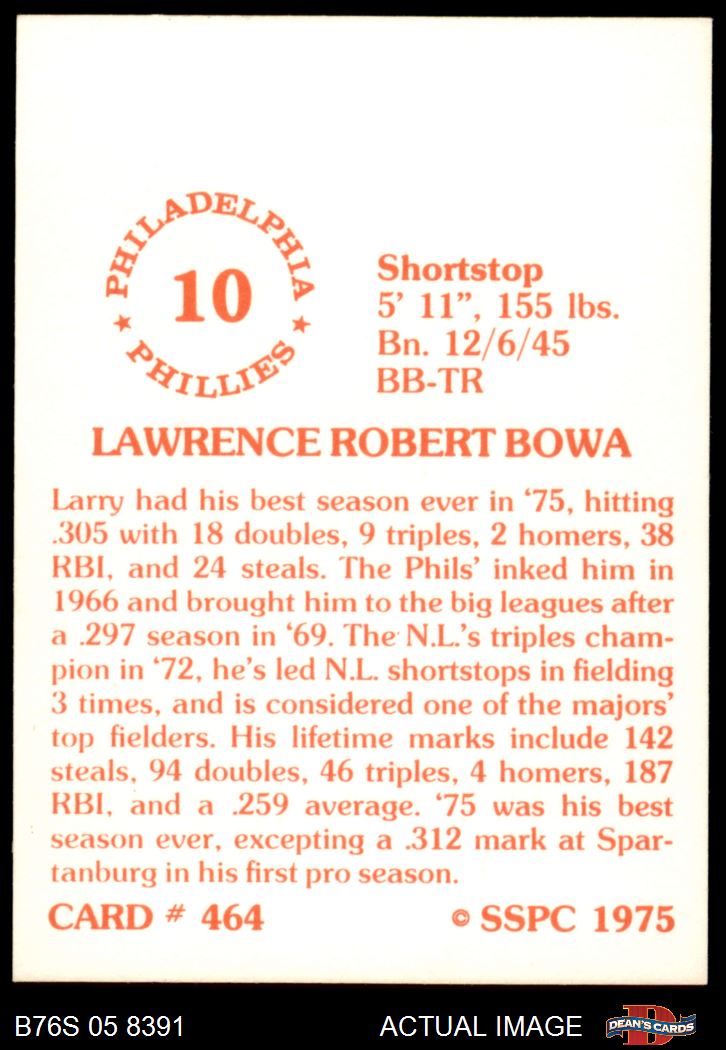 PHILADELPHIA
10
★ PHILLIES ★
Shortstop
5' 11”, 155 lbs.
Bn. 12/6/45
BB-TR
LAWRENCE ROBERT BOWA
Larry had his best season ever in ‘75, hitting
.305 with 18 doubles, 9 triples, 2 homers, 38
RBI, and 24 steals. The Phils’ inked him in
1966 and brought him to the big leagues after
a .297 season in ‘69. The N.L.’s triples cham-
pion in ‘72, he’s led N.L. shortstops in fielding
3 times, and is considered one of the majors’
top fielders. His lifetime marks include 142
steals, 94 doubles, 46 triples, 4 homers, 187
RBI, and a .259 average. ‘75 was his best
season ever, excepting a .312 mark at Spar-
tanburg in his first pro season.
CARD # 464
© SSPC 1975
B76S 05 8391
ACTUAL IMAGE
D
DEAN'S CARDS